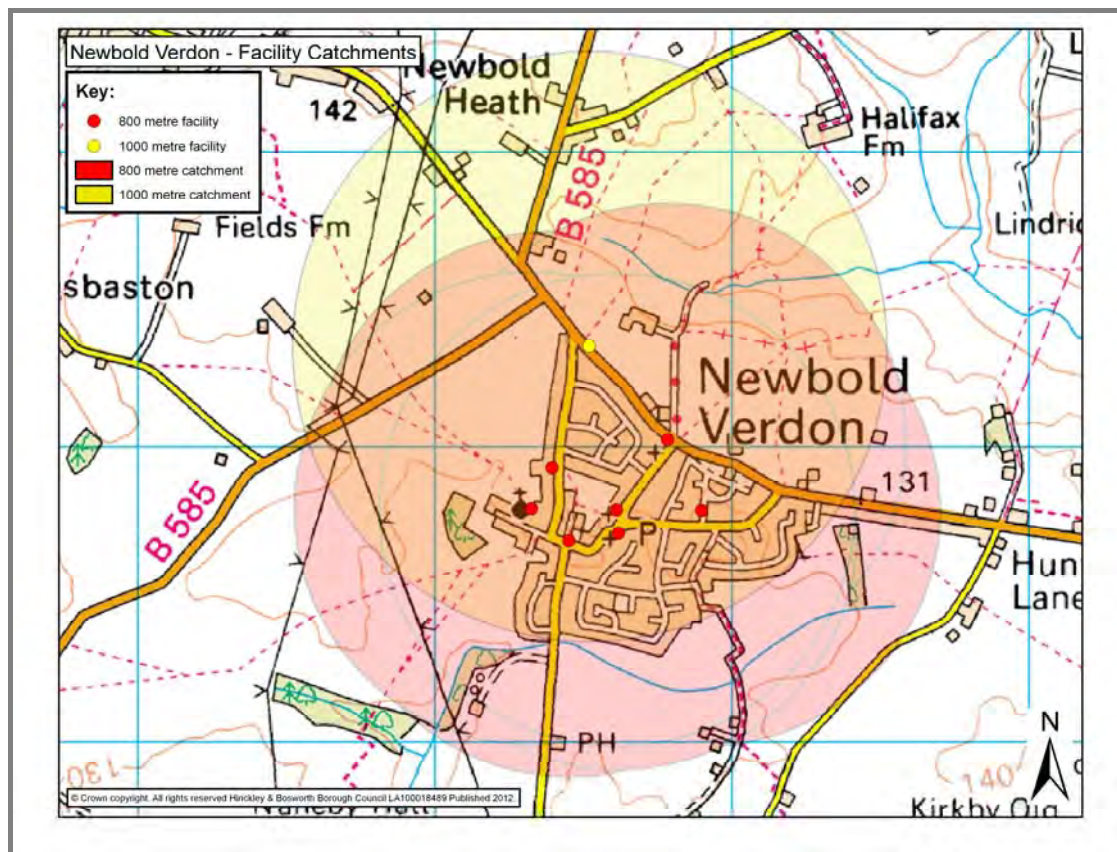 Newbold Verdon - Facility Catchments
Key:
800 metre facility
1000 metre facility
800 metre catchment
1000 metre catchment
Newbold
Heath
142
Halifax
Fm
B 585
Fields Fm
Lindric
sbaston
Newbold
Verdon
131
B 585
P
Hun
Lane
PH
N
130
140
© Crown copyright. All rights reserved Hinckley & Bosworth Borough Council LA100018489 Published 2012.